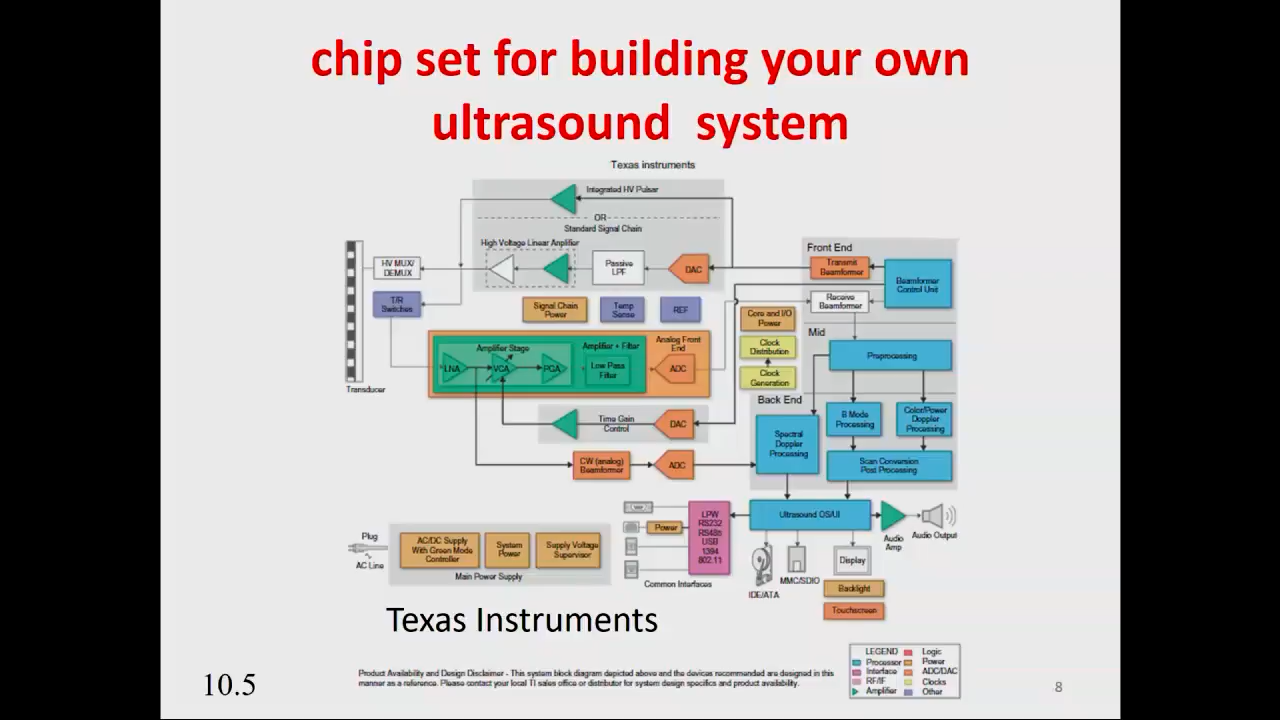 chip set for building your own
ultrasound system
Texas instruments
Integrated HV Pulsar
OR
Standard Signal Chain
High Voltage Linear Amplifier
HV MUX/
DEMUX
Passive
LPF
DAC
T/R
Switches
Signal Chain
Power
Temp
Sense
REF
Transducer
Front End
Transmit
Beamformer
Beamformer
Control Unit
Receive
Beamformer
Core and I/O
Power
Clock
Distribution
Clock
Generation
Mid
Preprocessing
Amplifier Stage
LNA
VCA
PGA
Amplifier + Filter
Low Pass
Filter
Analog Front
End
ADC
Time Gain
Control
DAC
CW (analog)
Beamformer
ADC
Back End
Spectral
Doppler
Processing
B Mode
Processing
Color/Power
Doppler
Processing
Scan Conversion
Post Processing
Ultrasound OS/UI
Audio
Amp
Audio Output
Power
LPW
RS232
RS485
USB
1394
802.11
Common Interfaces
IDE/ATA
MMC/SDIO
Display
Backlight
Touchscreen
Plug
AC Line
AC/DC Supply
With Green Mode
Controller
System
Power
Supply Voltage
Supervisor
Main Power Supply
Texas Instruments
LEGEND
Processor
Interface
RF/IF
Amplifier
Logic
Power
ADC/DAC
Clocks
Other
Product Availability and Design Disclaimer - This system block diagram depicted above and the devices recommended are designed in this
manner as a reference. Please contact your local TI sales office or distributor for system design specifics and product availability.
10.5
8